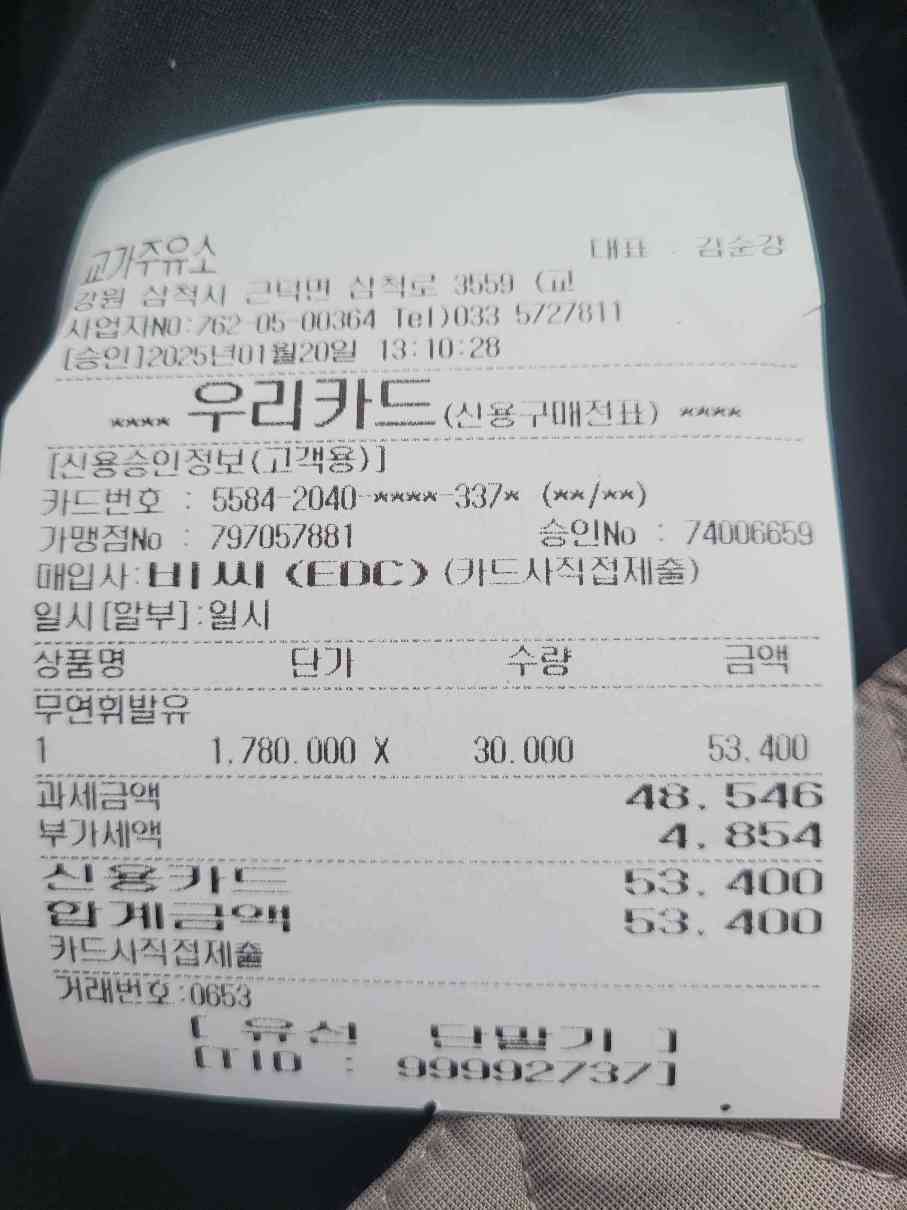 교가주유소 대표 : 김순강
강원 삼척시 근덕면 삼척로 3559 (교
사업자NO:762-05-00364 Tel)033 5727811
[승인]2025년01월20일 13:10:28
**** 우리카드(신용구매전표) ****
[신용승인정보(고객용)]
카드번호 : 5584-2040-****-337* (**/**)
가맹점No : 797057881 승인No : 74006659
매입사:비씨(EDC)(카드사직접제출)
일시[할부]:일시
상품명 단가 수량 금액
무연휘발유
1 1,780.000 X 30.000 53,400
과세금액 48,546
부가세액 4,854
신용카드 53,400
합계금액 53,400
카드사직접제출
거래번호:0653
[ 유선 단말기 ]
[TID : 99992737]